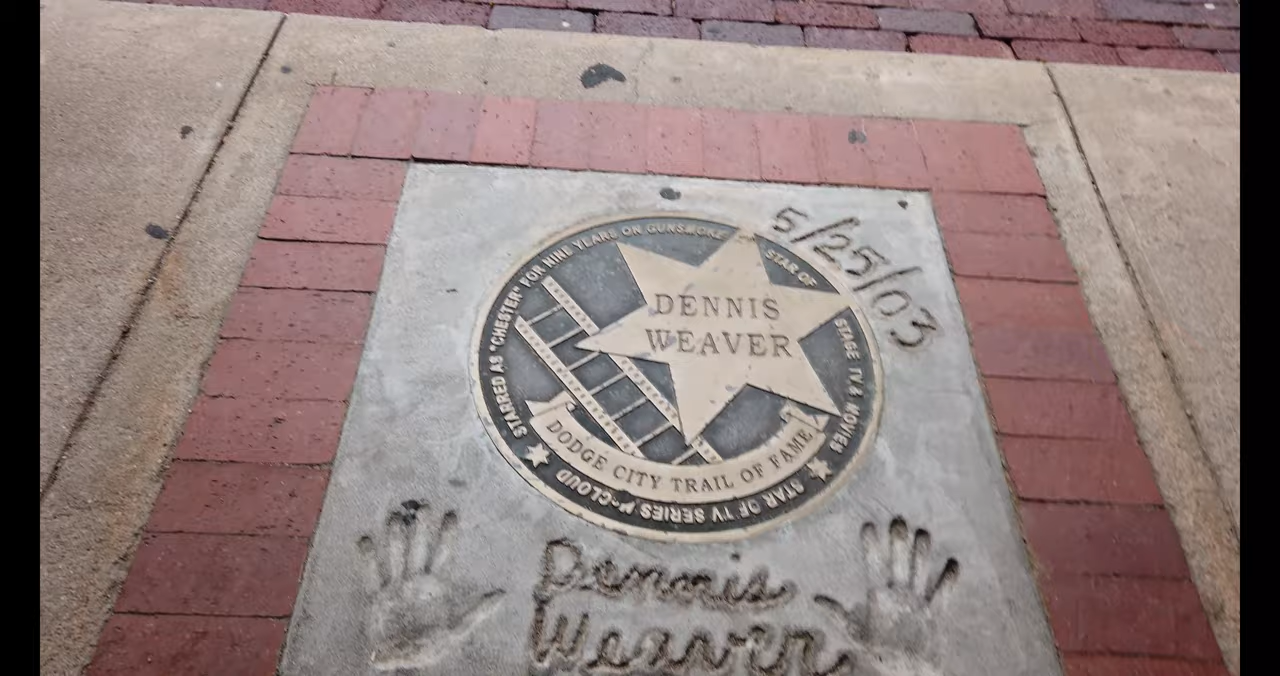 5/25/03
STARRED AS "CHESTER" FOR NINE YEARS ON GUNSMOKE
STAR OF STAGE TV & MOVIES
DENNIS
WEAVER
DODGE CITY TRAIL OF FAME
STAR OF TV SERIES McCLOUD
Dennis
Weaver